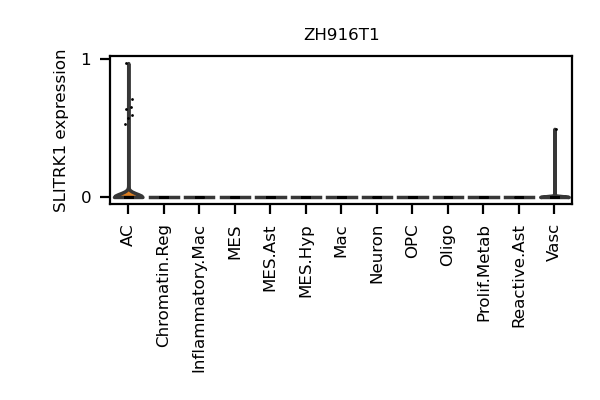 ZH916T1
SLITRK1 expression
1
0
AC
Chromatin.Reg
Inflammatory.Mac
MES
MES.Ast
MES.Hyp
Mac
Neuron
OPC
Oligo
Prolif.Metab
Reactive.Ast
Vasc